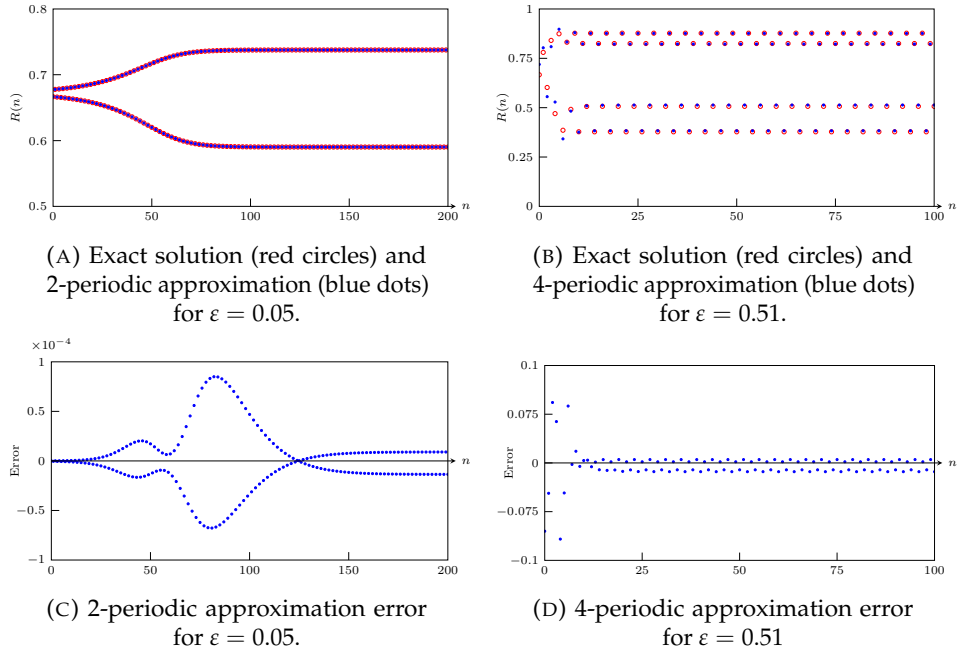 0.8
0.7
0.6
0.5
R(n)
0
50
100
150
200
n
1
0.75
0.5
0.25
0
R(n)
0
25
50
75
100
n
(A) Exact solution (red circles) and
2-periodic approximation (blue dots)
for ε = 0.05.
(B) Exact solution (red circles) and
4-periodic approximation (blue dots)
for ε = 0.51.
×10⁻⁴
1
0.5
0
−0.5
−1
Error
0
50
100
150
200
n
0.1
0.075
0
−0.075
−0.1
Error
0
25
50
75
100
n
(C) 2-periodic approximation error
for ε = 0.05.
(D) 4-periodic approximation error
for ε = 0.51